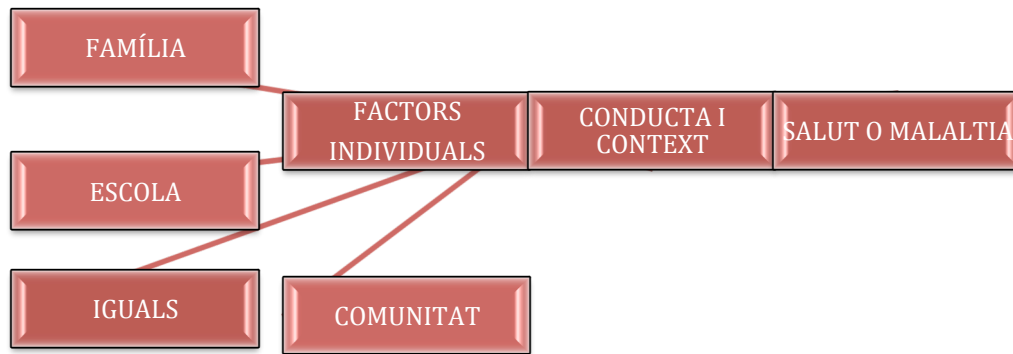 FAMÍLIA
FACTORS
INDIVIDUALS
CONDUCTA I
CONTEXT
SALUT O MALALTIA
ESCOLA
IGUALS
COMUNITAT